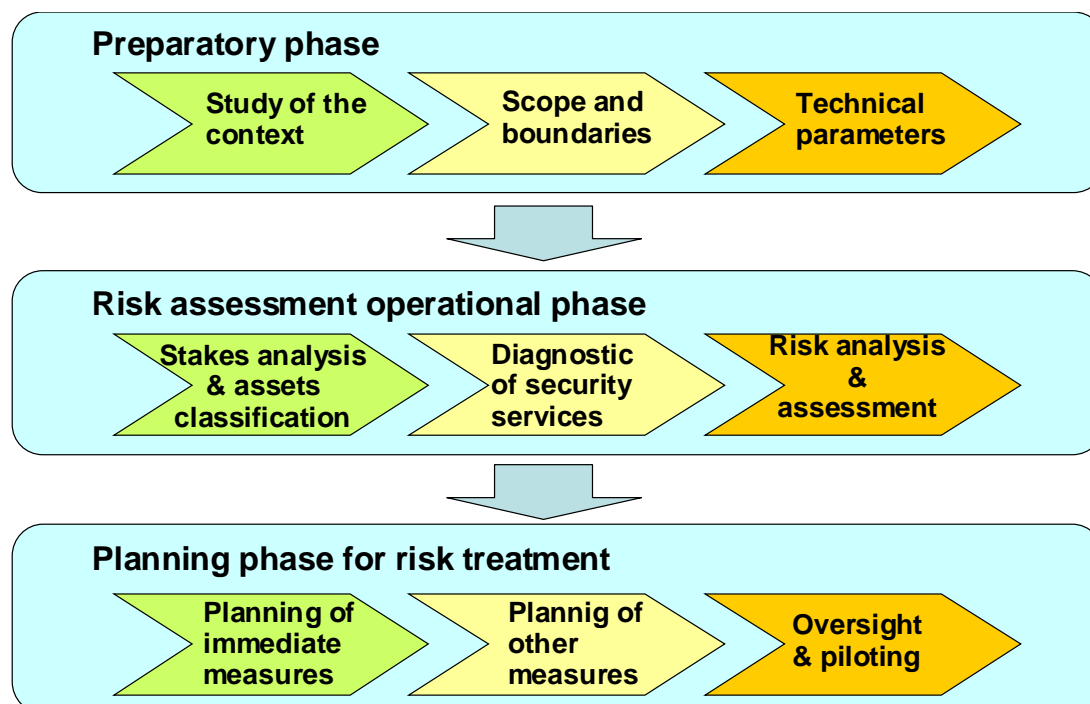 Preparatory phase
Study of the
context
Scope and
boundaries
Technical
parameters
Risk assessment operational phase
Stakes analysis
& assets
classification
Diagnostic
of security
services
Risk analysis
&
assessment
Planning phase for risk treatment
Planning of
immediate
measures
Plannig of
other
measures
Oversight
& piloting